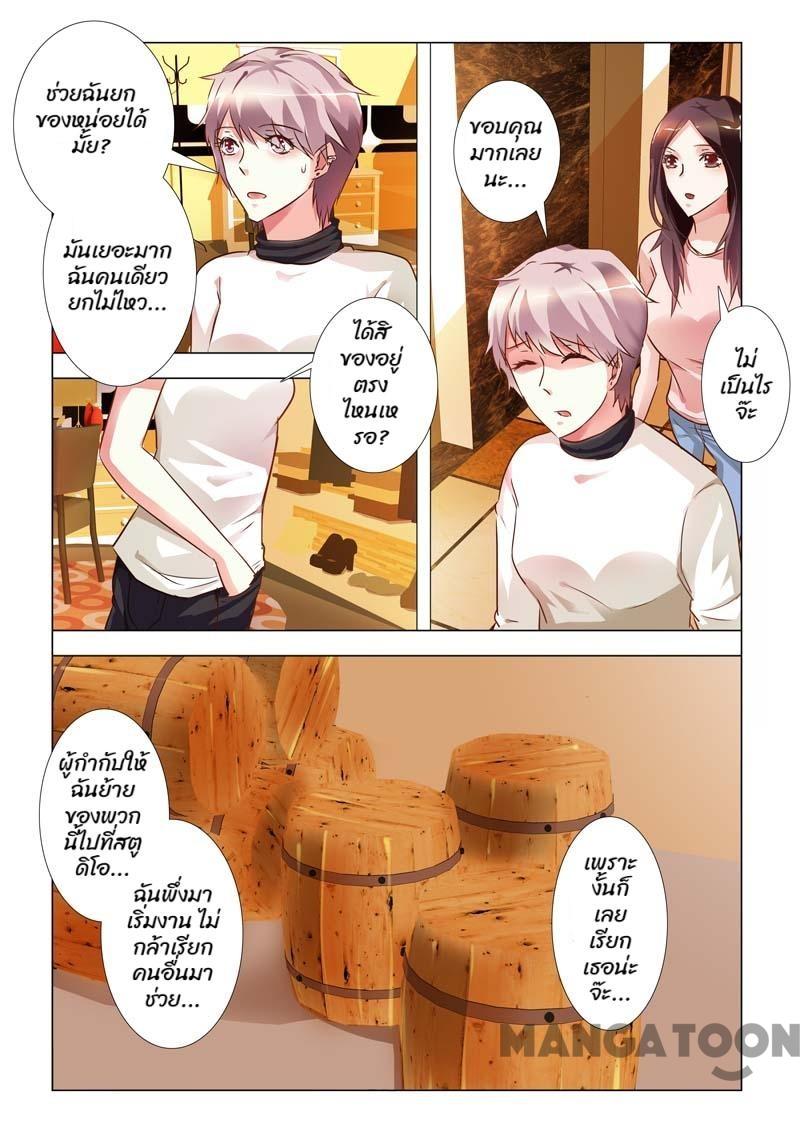 ช่วยฉันยก
ของหน่อยได้
มั้ย?
มันเยอะมาก
ฉันคนเดียว
ยกไม่ไหว...
ได้สิ
ของอยู่
ตรง
ไหนเห
รอ?
ขอบคุณ
มากเลย
นะ...
ไม่
เป็นไร
จ๊ะ
ผู้กำกับให้
ฉันย้าย
ของพวก
นี้ไปที่สตู
ดิโอ...
ฉันพึ่งมา
เริ่มงาน ไม่
กล้าเรียก
คนอื่นมา
ช่วย...
เพราะ
งั้นก็
เลย
เรียก
เธอน่ะ
จ๊ะ...
MANGATOON